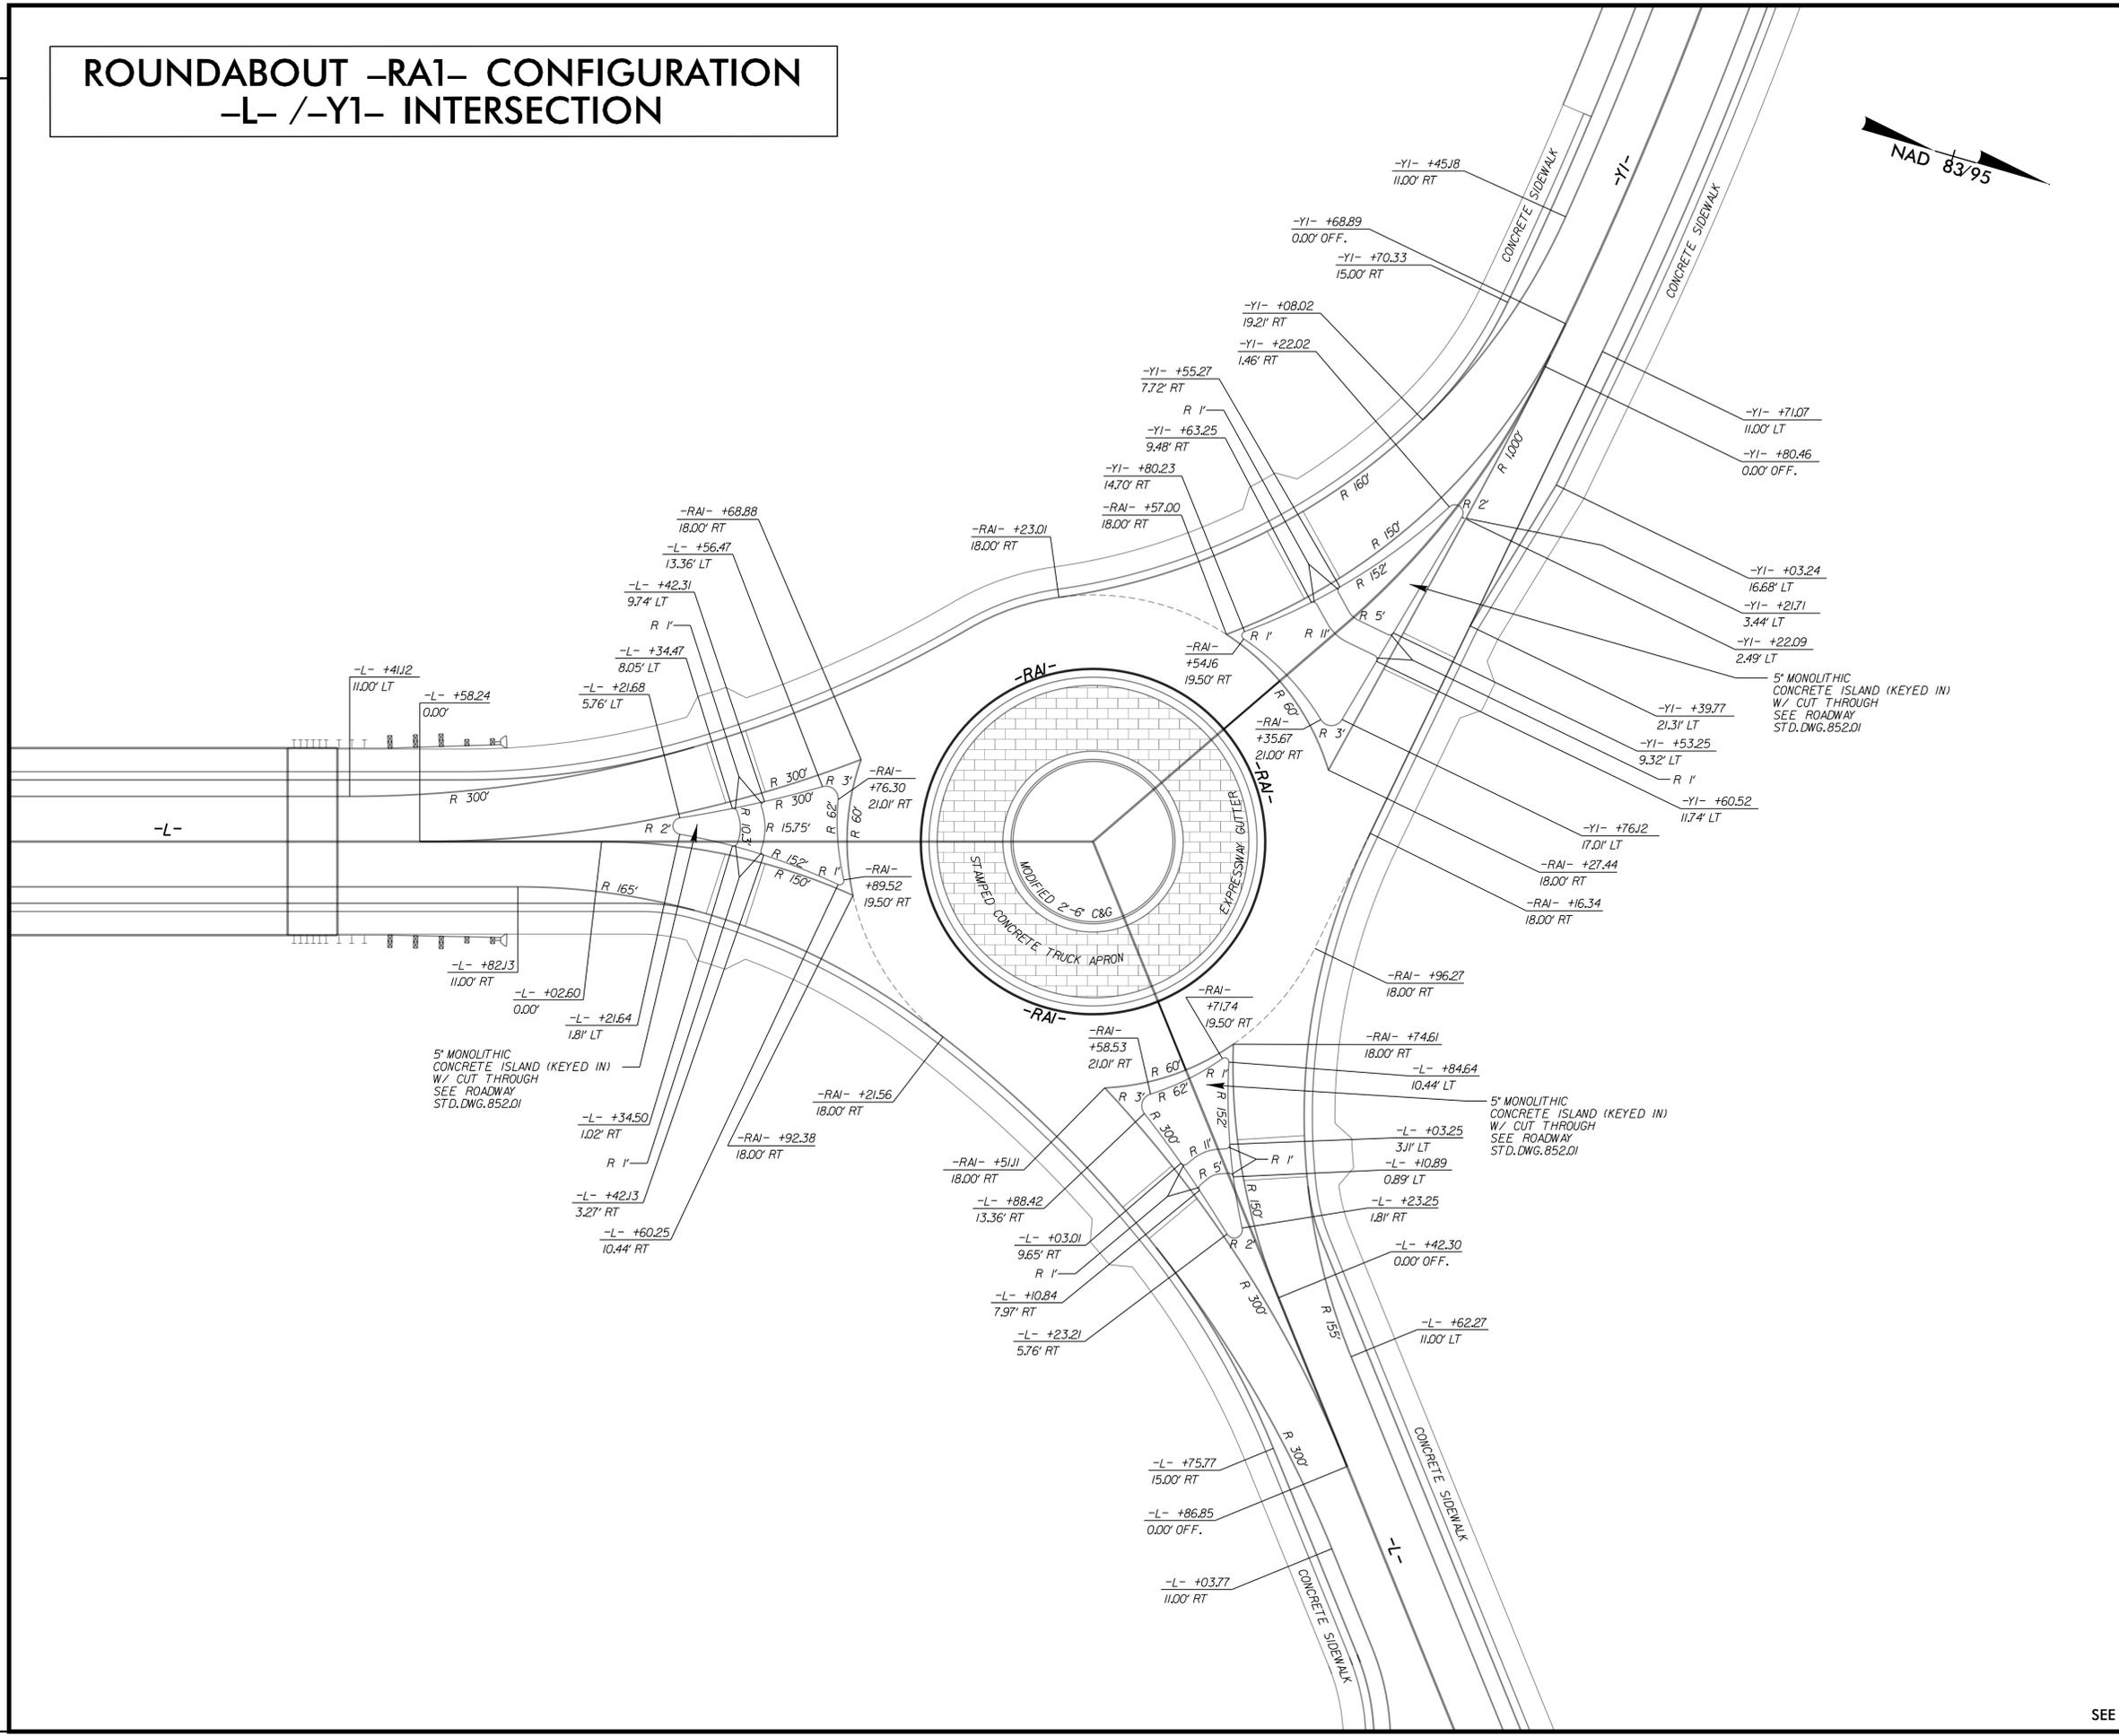 ROUNDABOUT –RA1– CONFIGURATION
–L– /–Y1– INTERSECTION
NAD 83/95
-Y1-
CONCRETE SIDEWALK
CONCRETE SIDEWALK
-Y1- +45.18
11.00' RT
-Y1- +68.89
0.00' OFF.
-Y1- +70.33
15.00' RT
-Y1- +08.02
19.21' RT
-Y1- +22.02
1.46' RT
-Y1- +55.27
7.72' RT
R 1'
-Y1- +63.25
9.48' RT
-Y1- +80.23
14.70' RT
-RA1- +57.00
18.00' RT
-RA1- +23.01
18.00' RT
-RA1- +68.88
18.00' RT
-L- +56.47
13.36' LT
-L- +42.31
9.74' LT
R 1'
-L- +34.47
8.05' LT
-L- +21.68
5.76' LT
-L- +41.12
11.00' LT
-L- +58.24
0.00'
R 160'
R 150'
R 152'
R 1,000'
R 2'
R 5'
R 11'
R 1'
R 60'
R 3'
-RA1-
+54.16
19.50' RT
-RA1-
+35.67
21.00' RT
-Y1- +71.07
11.00' LT
-Y1- +80.46
0.00' OFF.
-Y1- +03.24
16.68' LT
-Y1- +21.71
3.44' LT
-Y1- +22.09
2.49' LT
5" MONOLITHIC
CONCRETE ISLAND (KEYED IN)
W/ CUT THROUGH
SEE ROADWAY
STD.DWG.852.01
-Y1- +39.77
21.31' LT
-Y1- +53.25
9.32' LT
R 1'
-Y1- +60.52
11.74' LT
-Y1- +76.12
17.01' LT
-RA1- +27.44
18.00' RT
-RA1- +16.34
18.00' RT
-RA1- +96.27
18.00' RT
-RA1-
-RA1-
-RA1-
EXPRESSWAY GUTTER
MODIFIED 2'-6" C&G
STAMPED CONCRETE TRUCK APRON
-L-
R 300'
R 300'
R 300'
R 3'
R 2'
R 10.3'
R 15.75'
R 62'
R 60'
R 152'
R 150'
R 1'
R 165'
-RA1-
+76.30
21.01' RT
-RA1-
+89.52
19.50' RT
-L- +82.13
11.00' RT
-L- +02.60
0.00'
-L- +21.64
1.81' LT
5" MONOLITHIC
CONCRETE ISLAND (KEYED IN)
W/ CUT THROUGH
SEE ROADWAY
STD.DWG.852.01
-L- +34.50
1.02' RT
R 1'
-L- +42.13
3.27' RT
-L- +60.25
10.44' RT
-RA1- +92.38
18.00' RT
-RA1- +21.56
18.00' RT
-RA1-
+71.74
19.50' RT
-RA1-
+58.53
21.01' RT
-RA1- +74.61
18.00' RT
-L- +84.64
10.44' LT
5" MONOLITHIC
CONCRETE ISLAND (KEYED IN)
W/ CUT THROUGH
SEE ROADWAY
STD.DWG.852.01
R 60'
R 62'
R 1'
R 3'
R 152'
R 300'
R 11'
R 5'
R 1'
R 150'
R 2'
R 300'
R 155'
-L- +03.25
3.11' LT
-L- +10.89
0.89' LT
-L- +23.25
1.81' RT
-L- +42.30
0.00' OFF.
-L- +62.27
11.00' LT
-RA1- +51.11
18.00' RT
-L- +88.42
13.36' RT
-L- +03.01
9.65' RT
R 1'
-L- +10.84
7.97' RT
-L- +23.21
5.76' RT
R 300'
-L- +75.77
15.00' RT
-L- +86.85
0.00' OFF.
-L- +03.77
11.00' RT
-L-
CONCRETE SIDEWALK
CONCRETE SIDEWALK
SEE